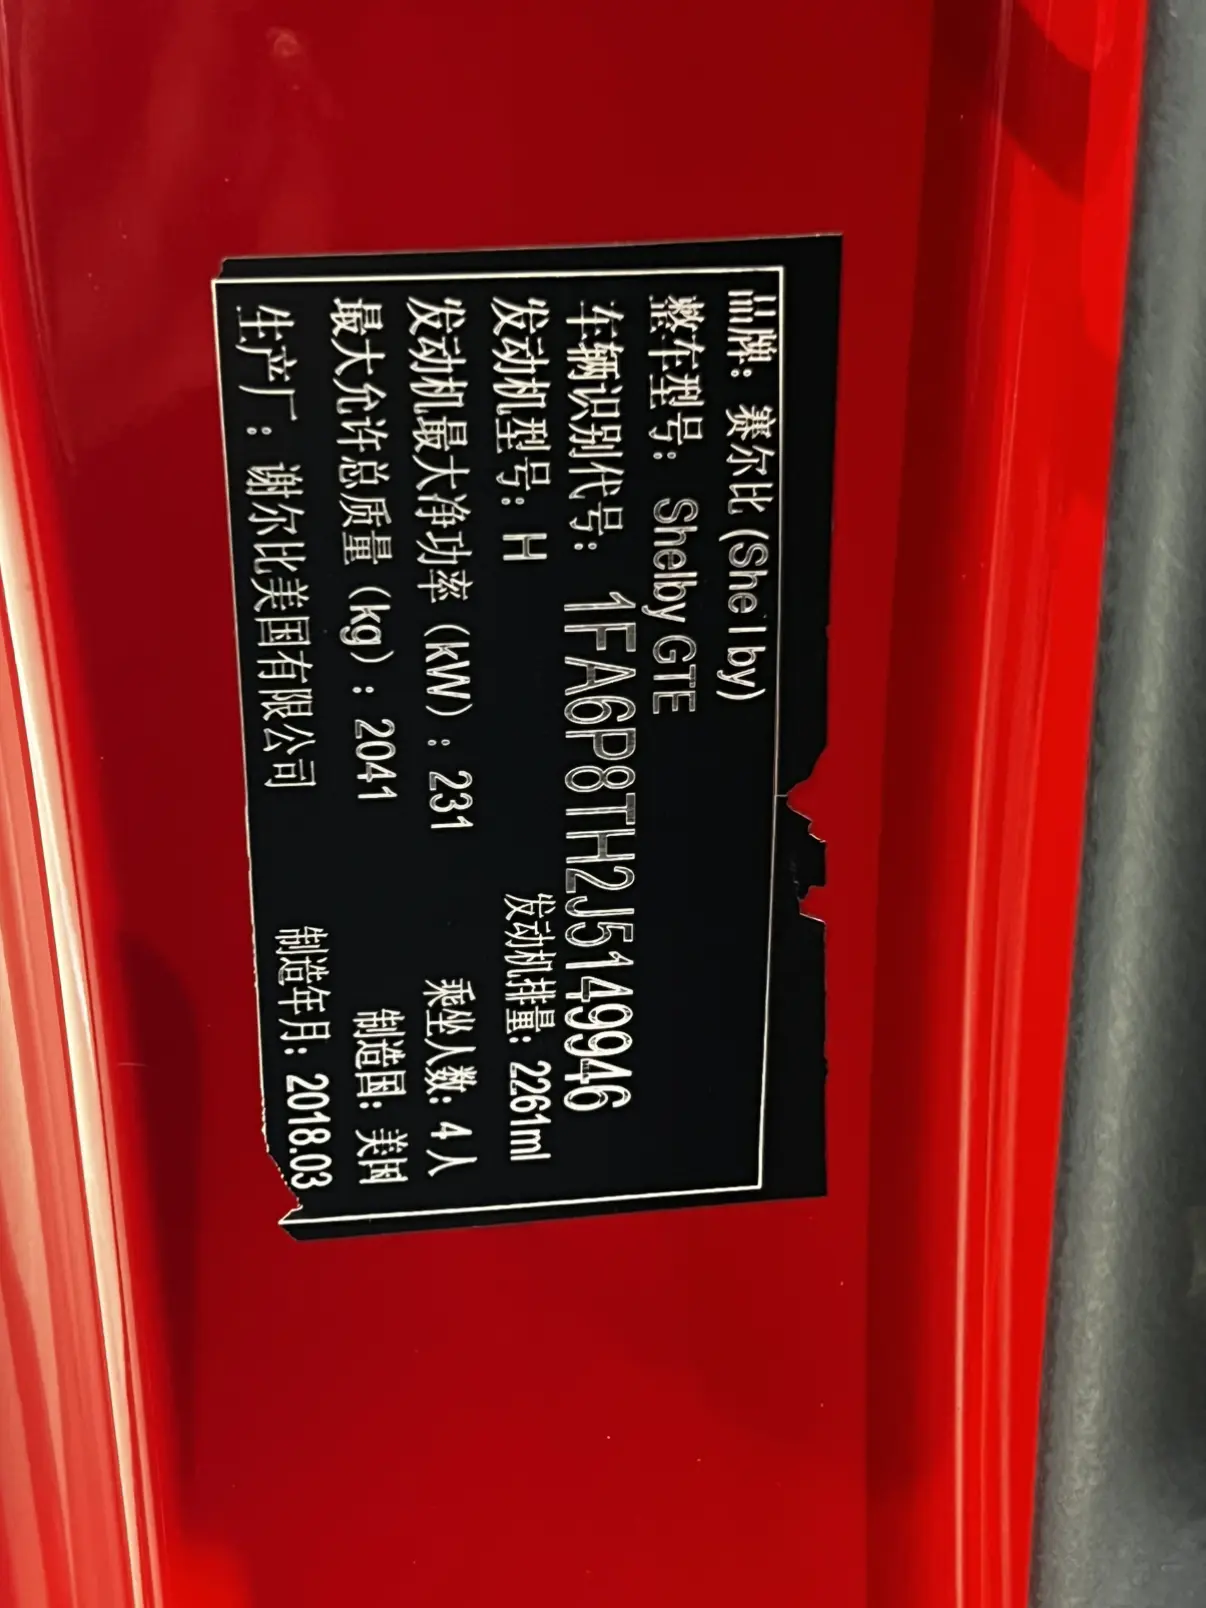 品牌：赛尔比(Shelby)
整车型号：Shelby GTE
车辆识别代号：1FA6P8TH2J5149946
发动机型号：H 发动机排量：2261ml
发动机最大净功率（kW）：231 乘坐人数：4人
最大允许总质量（kg）：2041 制造国：美国
生产厂：谢尔比美国有限公司 制造年月：2018.03